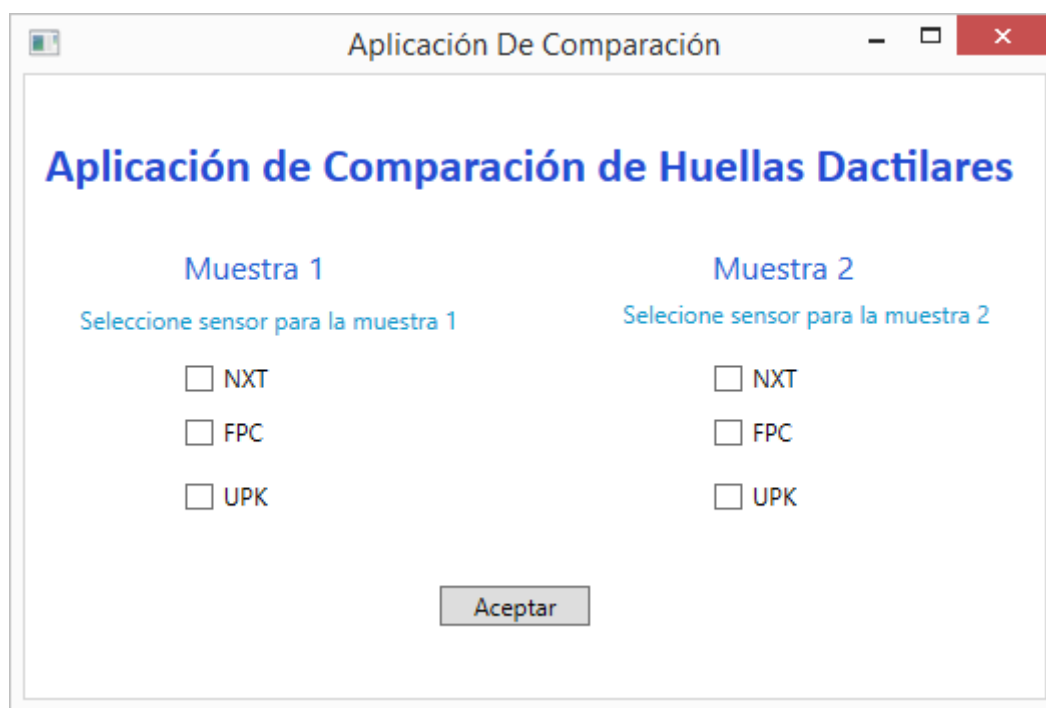 Aplicación De Comparación
Aplicación de Comparación de Huellas Dactilares
Muestra 1
Seleccione sensor para la muestra 1
NXT
FPC
UPK
Muestra 2
Selecione sensor para la muestra 2
NXT
FPC
UPK
Aceptar